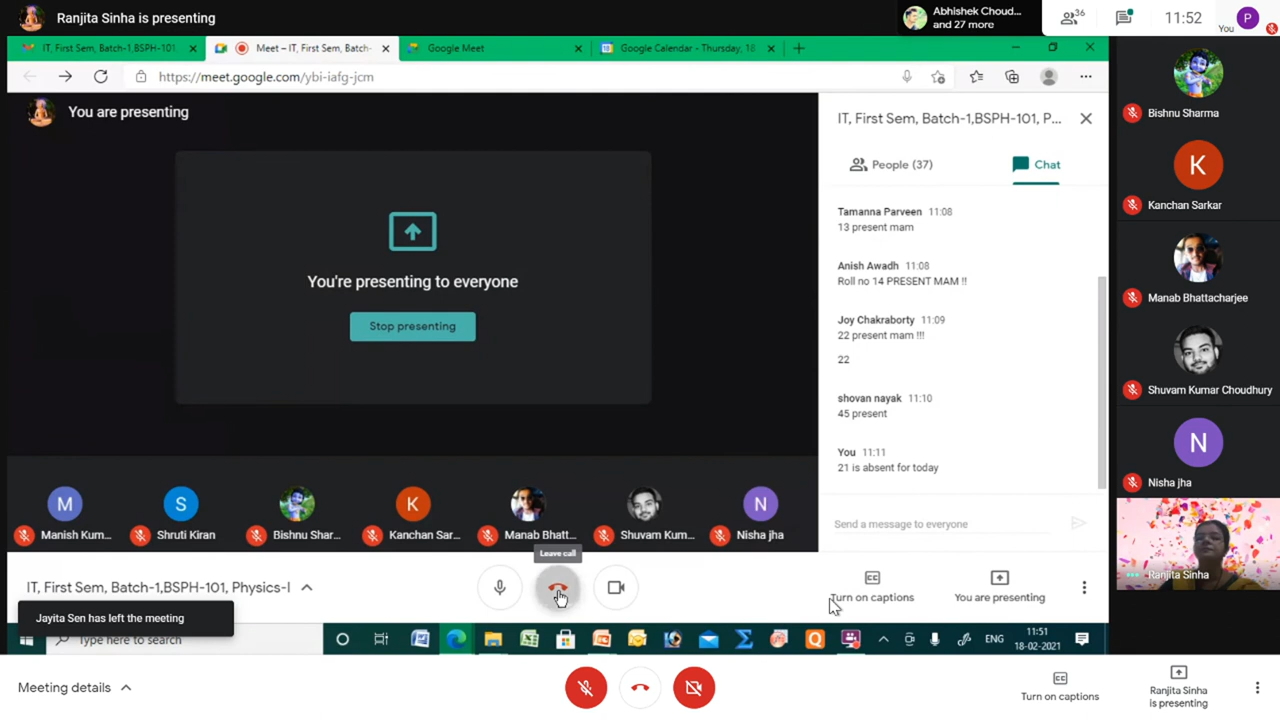 Ranjita Sinha is presenting
Abhishek Choud...
and 27 more
36
11:52
P
You
IT, First Sem, Batch-1,BSPH-101,
Meet – IT, First Sem, Batch-
Google Meet
Google Calendar - Thursday, 18
https://meet.google.com/ybi-iafg-jcm
You are presenting
You're presenting to everyone
Stop presenting
IT, First Sem, Batch-1,BSPH-101, P...
People (37)
Chat
Tamanna Parveen 11:08
13 present mam
Anish Awadh 11:08
Roll no 14 PRESENT MAM !!
Joy Chakraborty 11:09
22 present mam !!!
22
shovan nayak 11:10
45 present
You 11:11
21 is absent for today
Send a message to everyone
M
Manish Kum...
S
Shruti Kiran
Bishnu Shar...
K
Kanchan Sar...
Manab Bhatt...
Shuvam Kum...
N
Nisha jha
Leave call
IT, First Sem, Batch-1,BSPH-101, Physics-I
Turn on captions
You are presenting
Jayita Sen has left the meeting
Type here to search
ENG
11:51
18-02-2021
Bishnu Sharma
K
Kanchan Sarkar
Manab Bhattacharjee
Shuvam Kumar Choudhury
N
Nisha jha
Ranjita Sinha
Meeting details
Turn on captions
Ranjita Sinha
is presenting